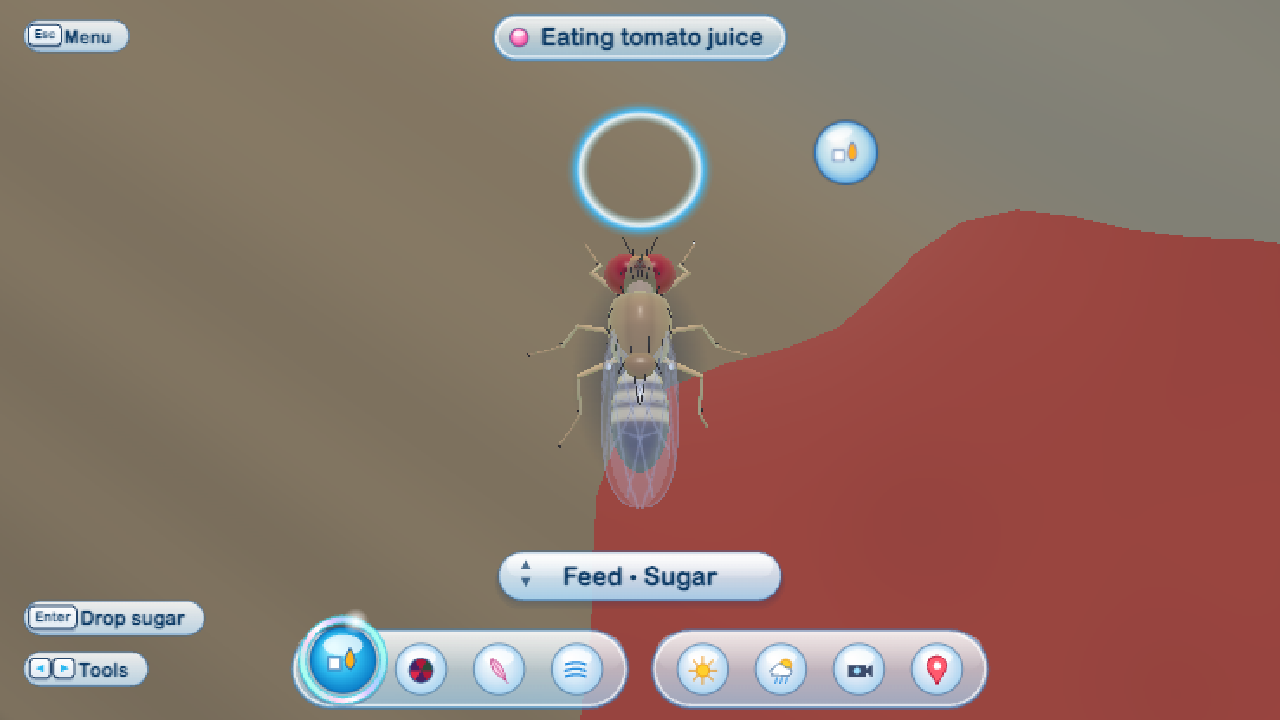 Esc Menu
Eating tomato juice
Feed • Sugar
Enter Drop sugar
Tools